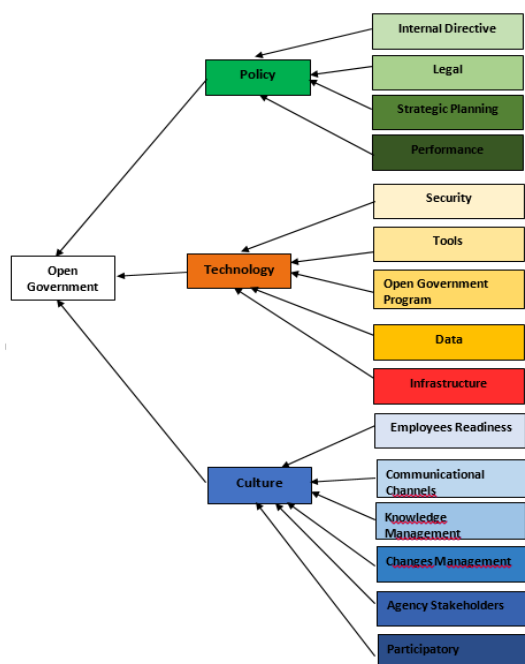 Internal Directive
Policy
Legal
Strategic Planning
Performance
Security
Tools
Open
Government
Technology
Open Government
Program
Data
Infrastructure
Employees Readiness
Culture
Communicational
Channels
Knowledge
Management
Changes Management
Agency Stakeholders
Participatory